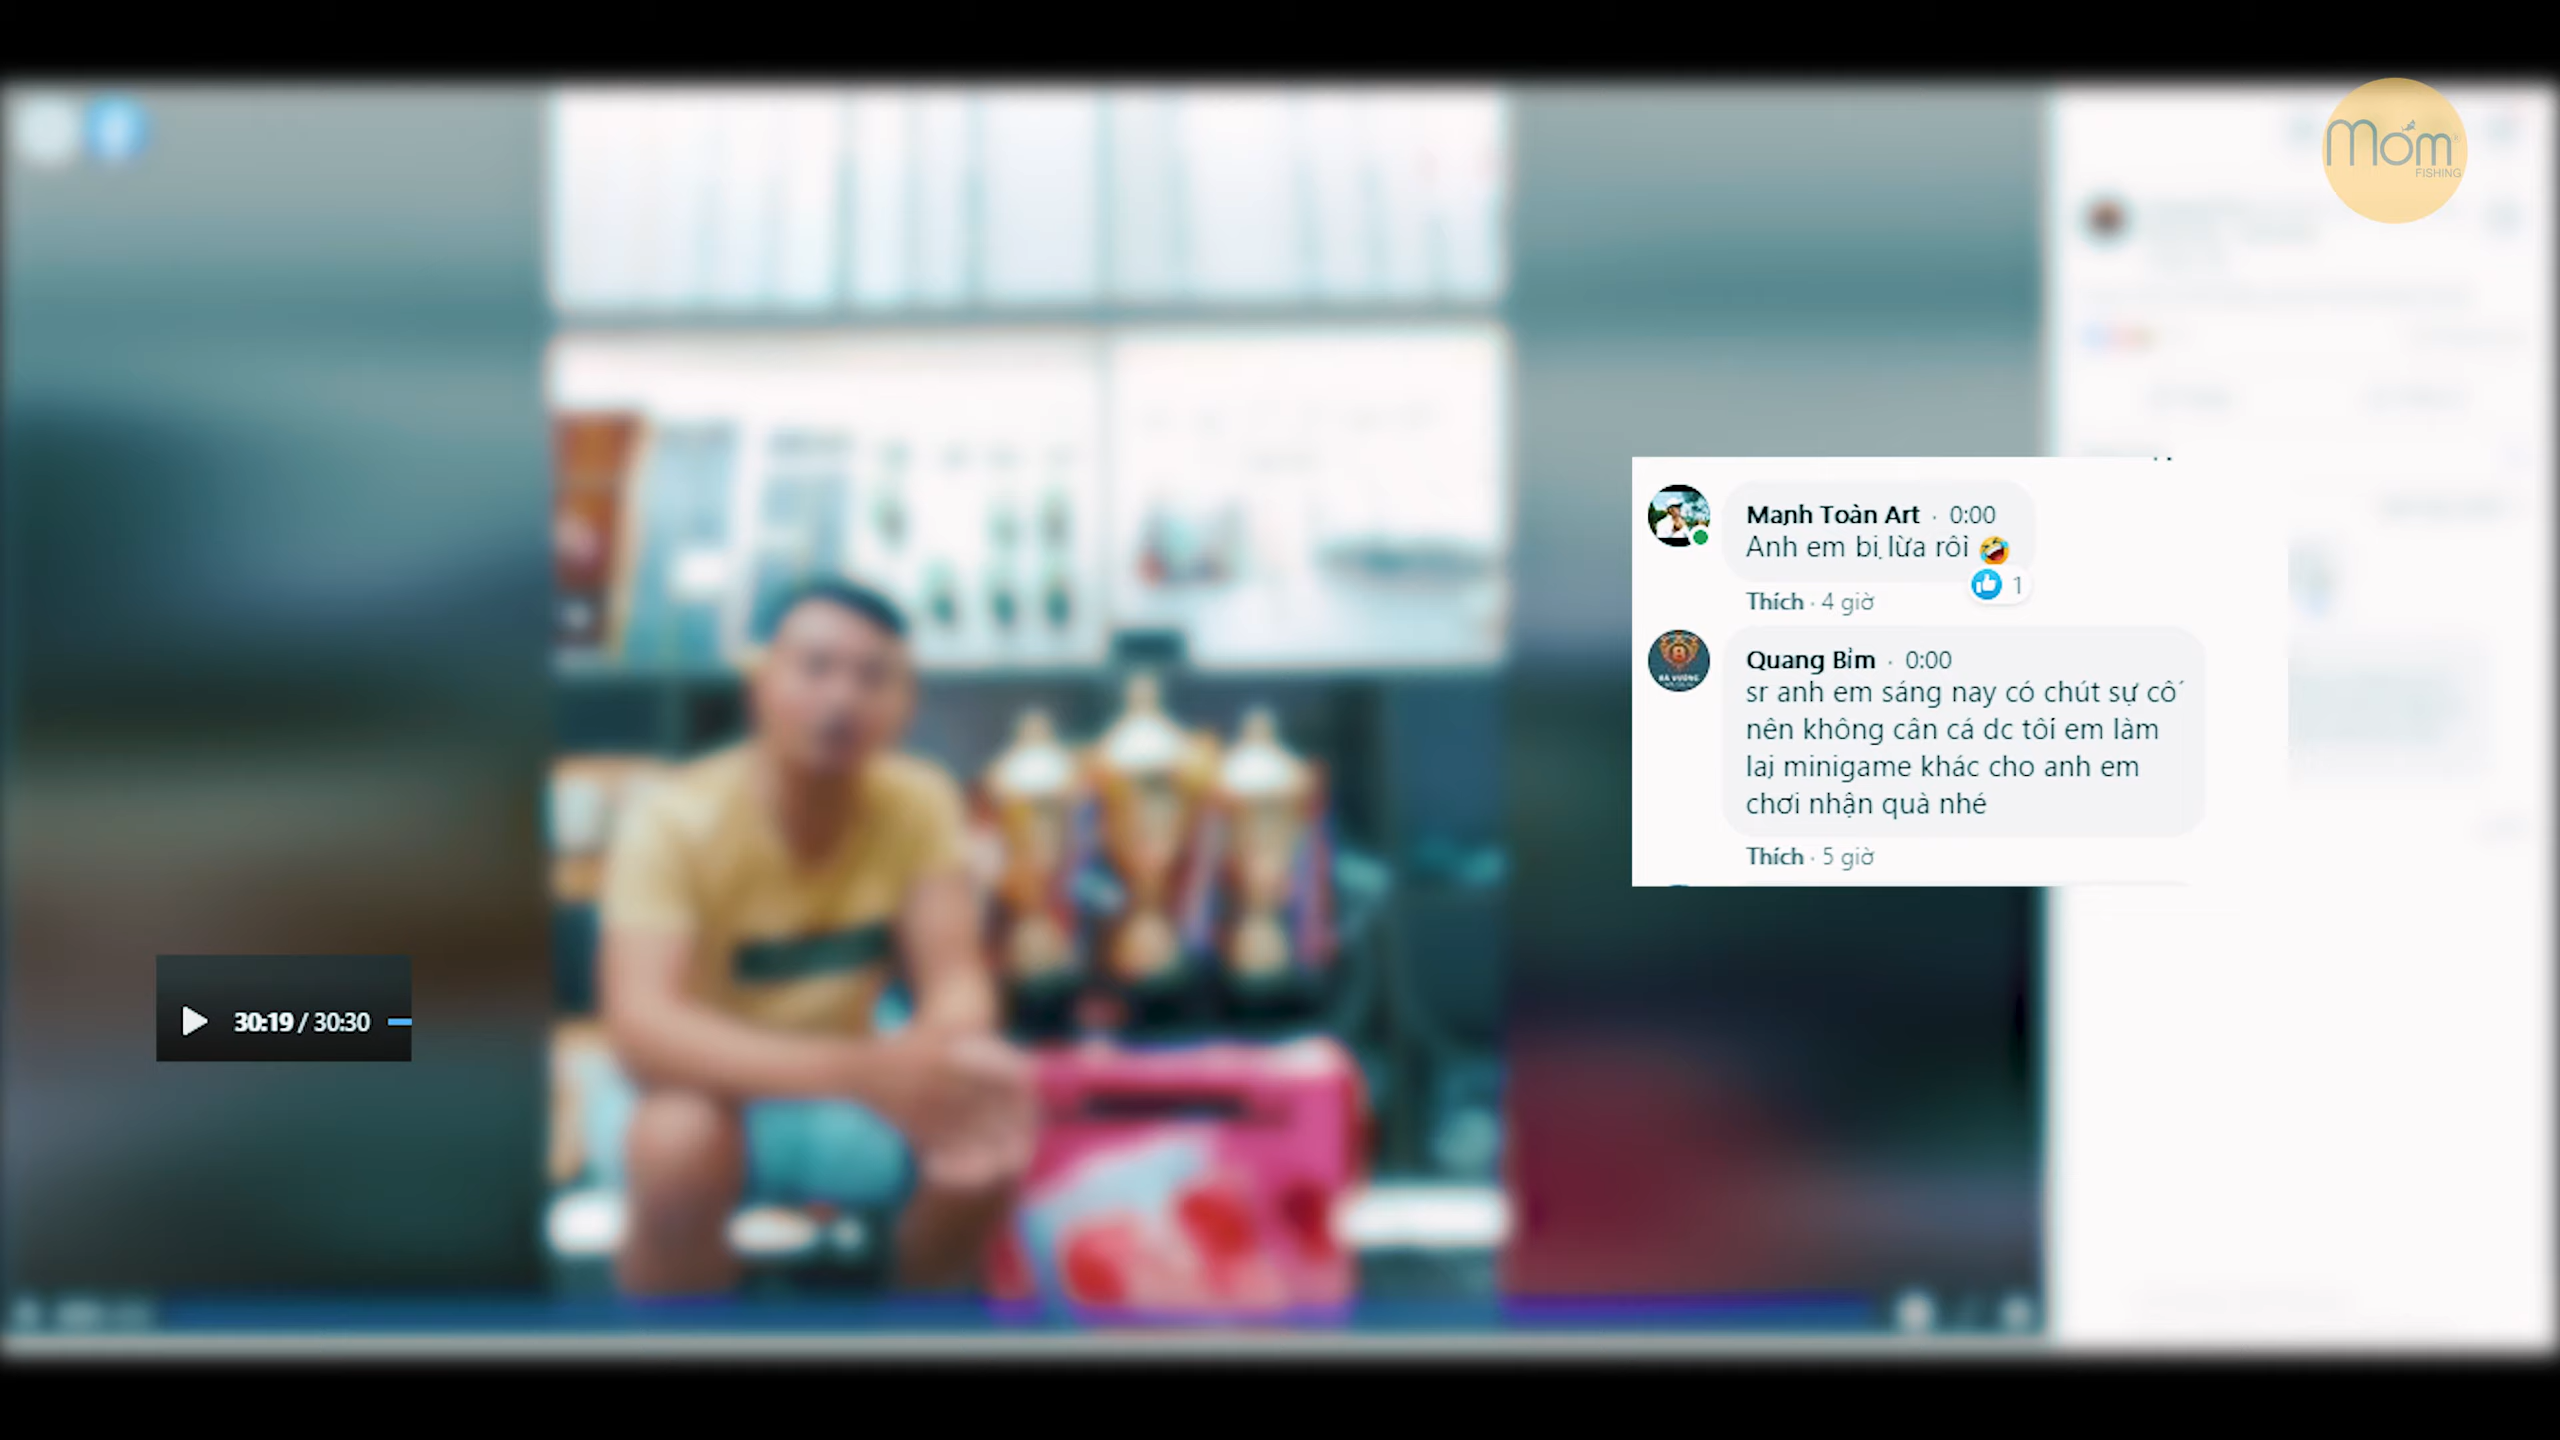 Mơm
FISHING
Mạnh Toàn Art · 0:00
Anh em bị lừa rồi 🤣
1
Thích · 4 giờ
Quang Bỉm · 0:00
sr anh em sáng nay có chút sự cố
nên không cân cá dc tối em làm
lại minigame khác cho anh em
chơi nhận quà nhé
Thích · 5 giờ
30:19 / 30:30